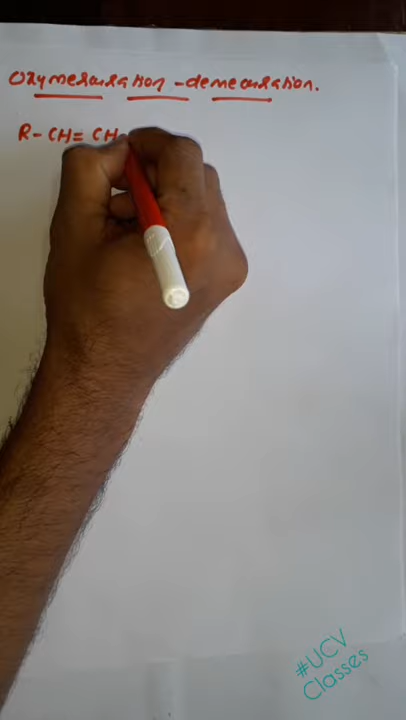 Oxymercuration - demercuration.
R - CH = CH
#UCV
Classes